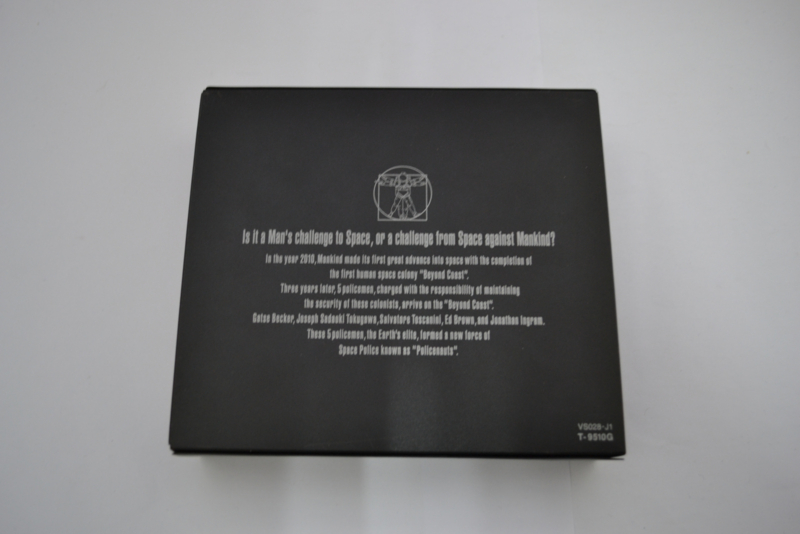 Is it a Man's challenge to Space, or a challenge from Space against Mankind?
In the year 2010, Mankind made its first great advance into space with the completion of
the first human space colony "Beyond Coast".
Three years later, 5 policemen, charged with the responsibility of maintaining
the security of these colonists, arrive on the "Beyond Coast".
Gates Becker, Joseph Sadaoki Tokugawa, Salvatore Toscanini, Ed Brown, and Jonathan Ingram.
These 5 policemen, the Earth's elite, formed a new force of
Space Police known as "Policenauts".
VS028-J1
T-9510G